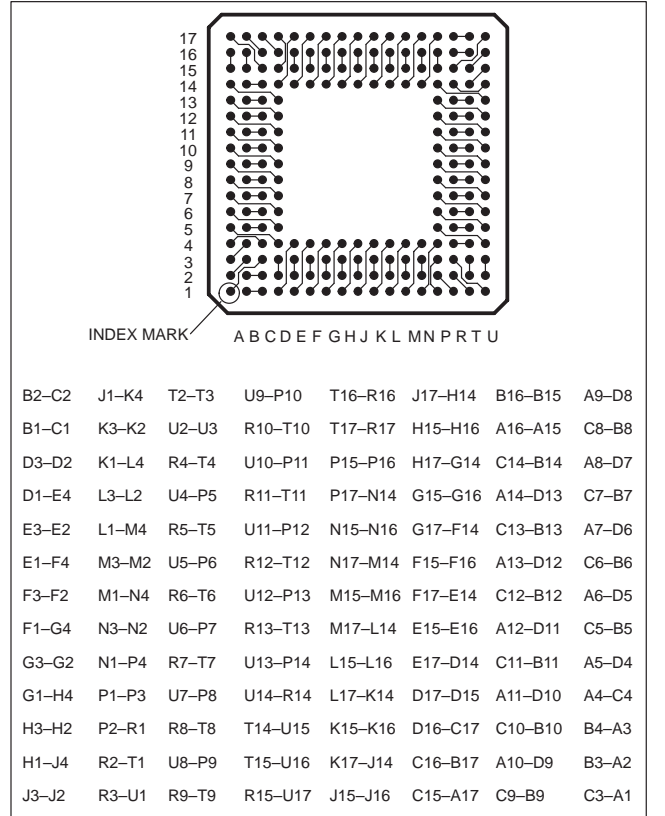 17
16
15
14
13
12
11
10
9
8
7
6
5
4
3
2
1
INDEX MARK
A B C D E F G H J K L M N P R T U
B2–C2 J1–K4 T2–T3 U9–P10 T16–R16 J17–H14 B16–B15 A9–D8
B1–C1 K3–K2 U2–U3 R10–T10 T17–R17 H15–H16 A16–A15 C8–B8
D3–D2 K1–L4 R4–T4 U10–P11 P15–P16 H17–G14 C14–B14 A8–D7
D1–E4 L3–L2 U4–P5 R11–T11 P17–N14 G15–G16 A14–D13 C7–B7
E3–E2 L1–M4 R5–T5 U11–P12 N15–N16 G17–F14 C13–B13 A7–D6
E1–F4 M3–M2 U5–P6 R12–T12 N17–M14 F15–F16 A13–D12 C6–B6
F3–F2 M1–N4 R6–T6 U12–P13 M15–M16 F17–E14 C12–B12 A6–D5
F1–G4 N3–N2 U6–P7 R13–T13 M17–L14 E15–E16 A12–D11 C5–B5
G3–G2 N1–P4 R7–T7 U13–P14 L15–L16 E17–D14 C11–B11 A5–D4
G1–H4 P1–P3 U7–P8 U14–R14 L17–K14 D17–D15 A11–D10 A4–C4
H3–H2 P2–R1 R8–T8 T14–U15 K15–K16 D16–C17 C10–B10 B4–A3
H1–J4 R2–T1 U8–P9 T15–U16 K17–J14 C16–B17 A10–D9 B3–A2
J3–J2 R3–U1 R9–T9 R15–U17 J15–J16 C15–A17 C9–B9 C3–A1